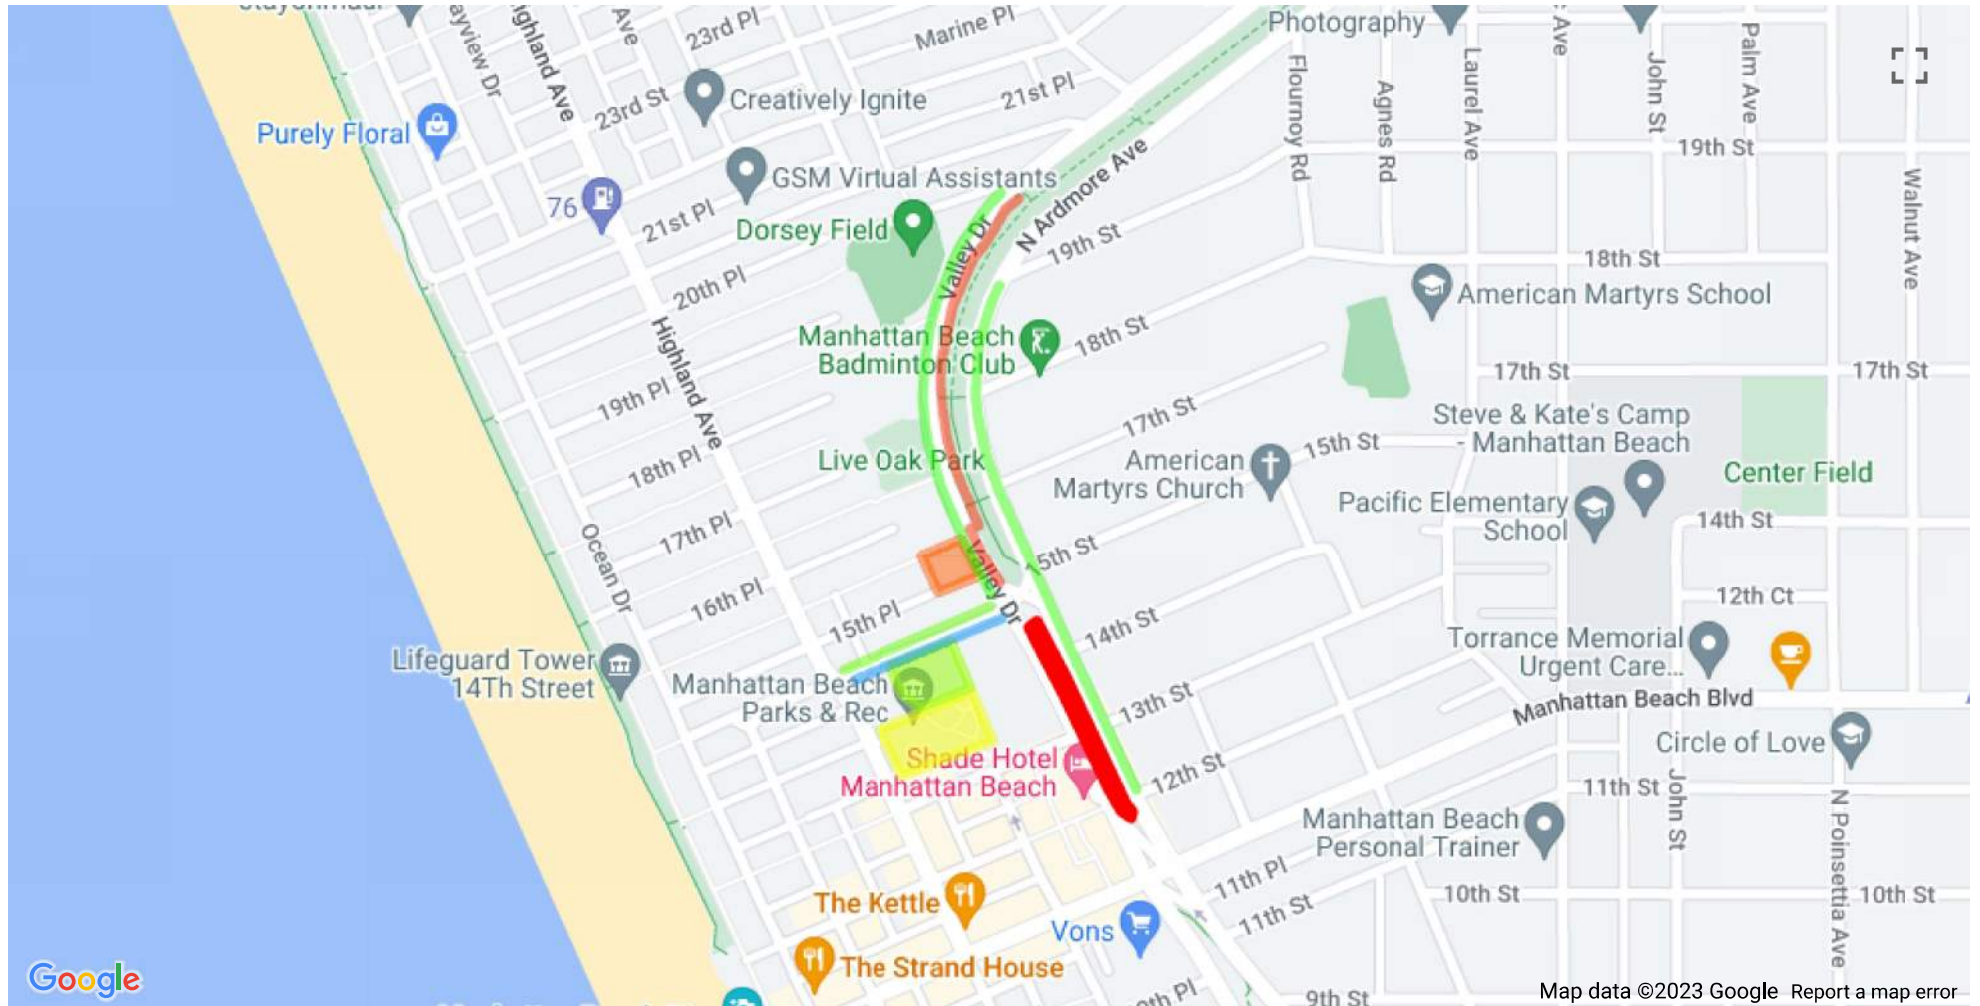 23rd Pl
Marine Pl
Photography
Highland Ave
Ave
Ave
Palm Ave
John St
Laurel Ave
Agnes Rd
Flournoy Rd
Creatively Ignite
21st Pl
23rd St
Purely Floral
19th St
N Ardmore Ave
GSM Virtual Assistants
76
21st Pl
Dorsey Field
Valley Dr
19th St
Walnut Ave
18th St
20th Pl
American Martyrs School
Manhattan Beach
Badminton Club
18th St
Highland Ave
17th St
17th St
19th Pl
17th St
Steve & Kate's Camp
- Manhattan Beach
15th St
Live Oak Park
American
Martyrs Church
18th Pl
Center Field
Pacific Elementary
School
14th St
17th Pl
Ocean Dr
Valley Dr
15th St
16th Pl
12th Ct
15th Pl
14th St
Torrance Memorial
Urgent Care...
Lifeguard Tower
14Th Street
Manhattan Beach
Parks & Rec
13th St
Manhattan Beach Blvd
Circle of Love
Shade Hotel
Manhattan Beach
12th St
11th St
John St
N Poinsettia Ave
Manhattan Beach
Personal Trainer
11th Pl
The Kettle
10th St
10th St
11th St
Vons
The Strand House
Google
9th St
Map data ©2023 Google
Report a map error